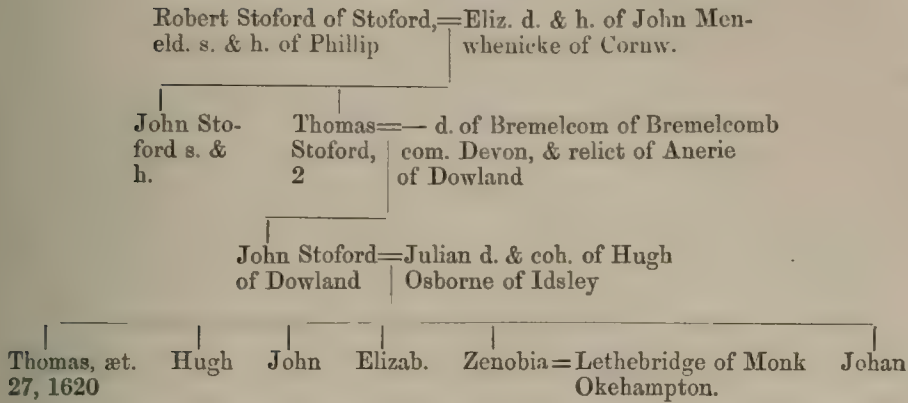 Robert Stoford of Stoford,=Eliz. d. & h. of John Men-
eld. s. & h. of Phillip whenicke of Cornw.
John Sto- Thomas=— d. of Bremelcom of Bremelcomb
ford s. & Stoford, com. Devon, & relict of Anerie
h. 2 of Dowland
John Stoford=Julian d. & coh. of Hugh
of Dowland Osborne of Idsley
Thomas, æt. Hugh John Elizab. Zenobia=Lethebridge of Monk Johan
27, 1620 Okehampton.